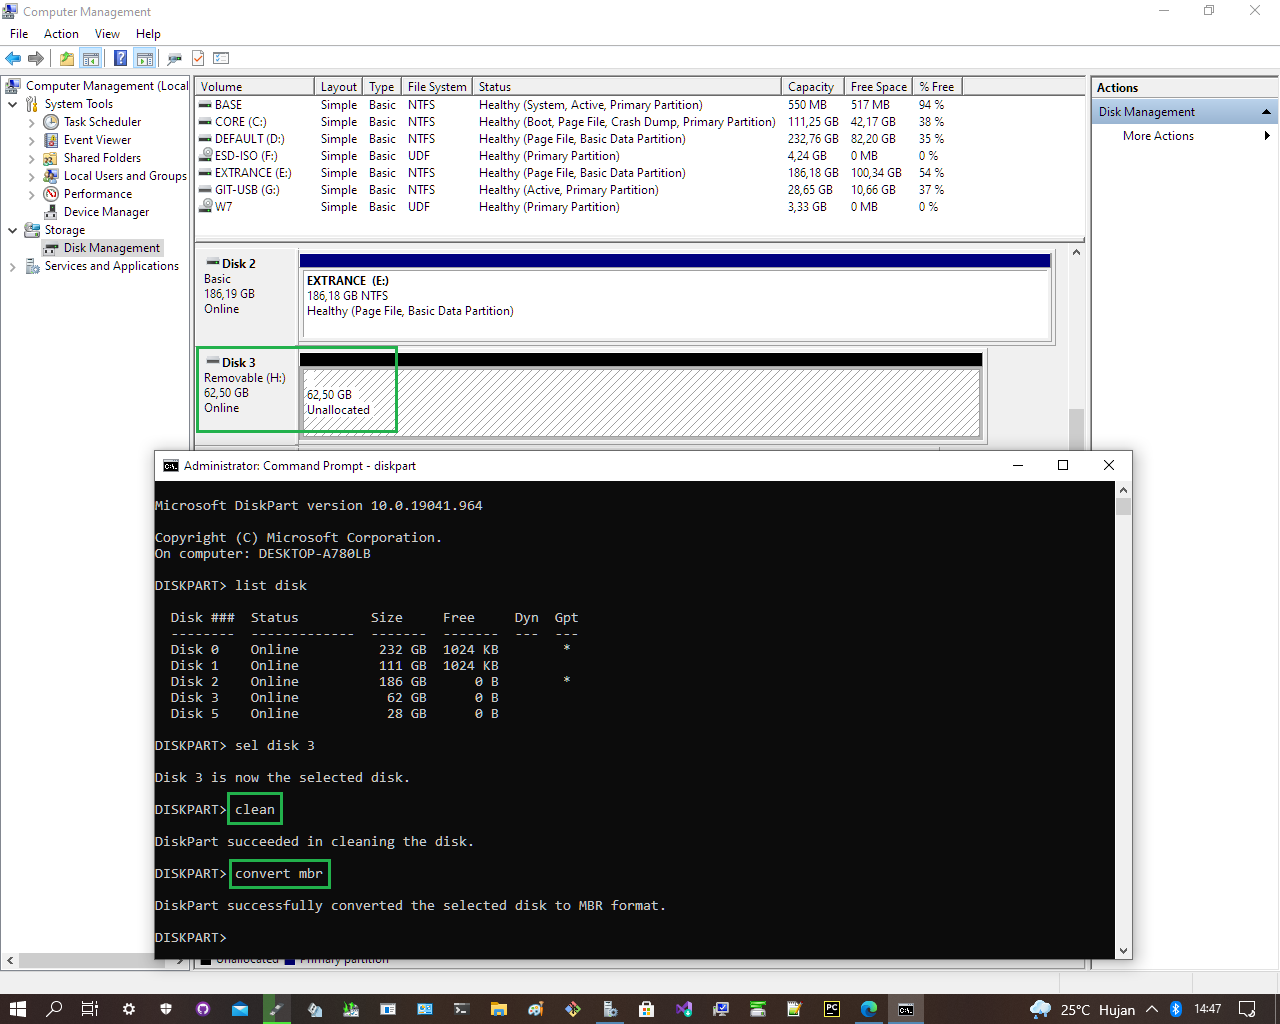 Computer Management
File Action View Help
Computer Management (Local
System Tools
Task Scheduler
Event Viewer
Shared Folders
Local Users and Groups
Performance
Device Manager
Storage
Disk Management
Services and Applications
Volume Layout Type File System Status Capacity Free Space % Free
BASE Simple Basic NTFS Healthy (System, Active, Primary Partition) 550 MB 517 MB 94 %
CORE (C:) Simple Basic NTFS Healthy (Boot, Page File, Crash Dump, Primary Partition) 111,25 GB 42,17 GB 38 %
DEFAULT (D:) Simple Basic NTFS Healthy (Page File, Basic Data Partition) 232,76 GB 82,20 GB 35 %
ESD-ISO (F:) Simple Basic UDF Healthy (Primary Partition) 4,24 GB 0 MB 0 %
EXTRANCE (E:) Simple Basic NTFS Healthy (Page File, Basic Data Partition) 186,18 GB 100,34 GB 54 %
GIT-USB (G:) Simple Basic NTFS Healthy (Active, Primary Partition) 28,65 GB 10,66 GB 37 %
W7 Simple Basic UDF Healthy (Primary Partition) 3,33 GB 0 MB 0 %
Actions
Disk Management
More Actions
Disk 2
Basic
186,19 GB
Online
EXTRANCE (E:)
186,18 GB NTFS
Healthy (Page File, Basic Data Partition)
Disk 3
Removable (H:)
62,50 GB
Online
62,50 GB
Unallocated
Administrator: Command Prompt - diskpart
Microsoft DiskPart version 10.0.19041.964
Copyright (C) Microsoft Corporation.
On computer: DESKTOP-A780LB
DISKPART> list disk
Disk ### Status Size Free Dyn Gpt
-------- ------------- ------- ------- --- ---
Disk 0 Online 232 GB 1024 KB *
Disk 1 Online 111 GB 1024 KB
Disk 2 Online 186 GB 0 B *
Disk 3 Online 62 GB 0 B
Disk 5 Online 28 GB 0 B
DISKPART> sel disk 3
Disk 3 is now the selected disk.
DISKPART> clean
DiskPart succeeded in cleaning the disk.
DISKPART> convert mbr
DiskPart successfully converted the selected disk to MBR format.
DISKPART>
Unallocated Primary partition
25°C Hujan 14:47